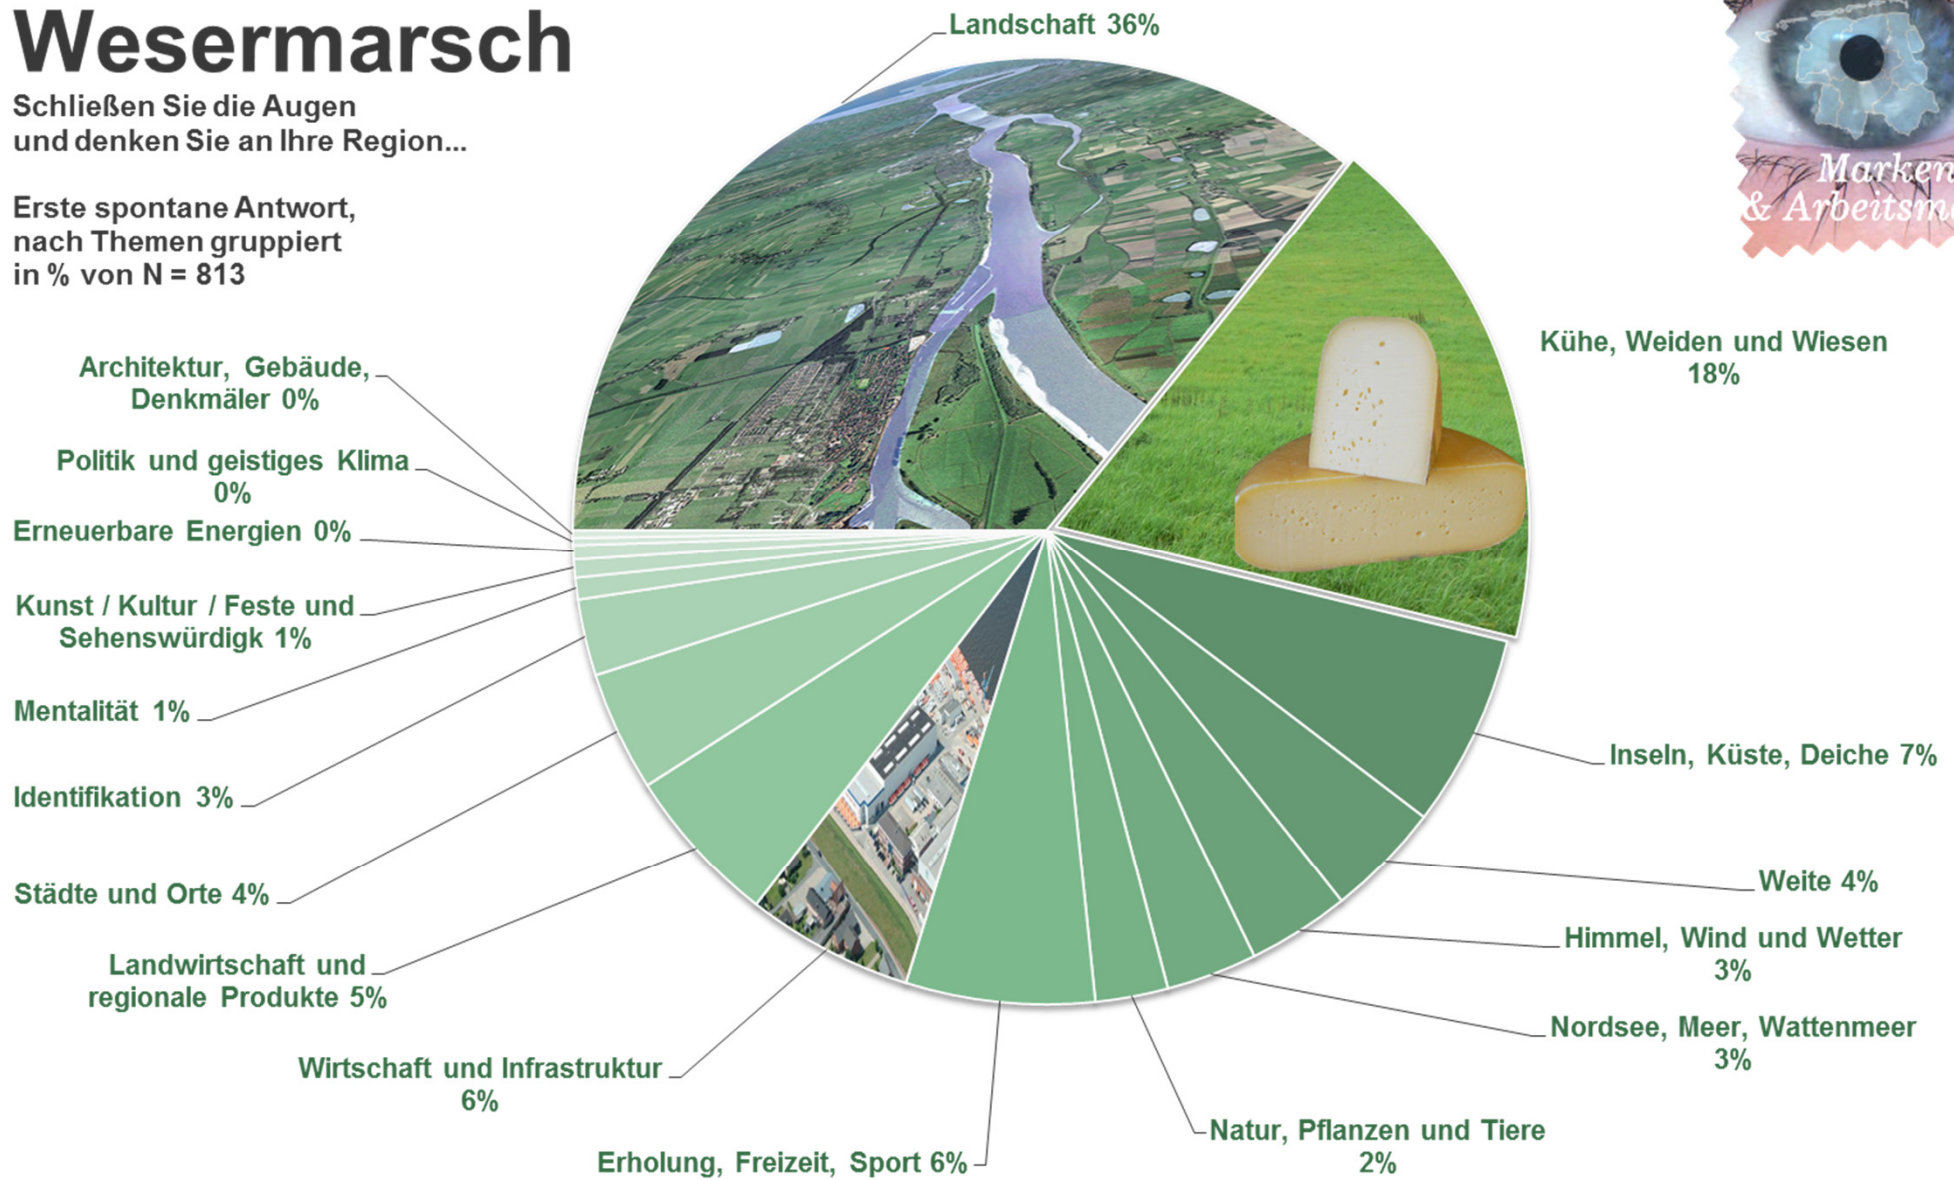 Wesermarsch
Schließen Sie die Augen
und denken Sie an Ihre Region...
Erste spontane Antwort,
nach Themen gruppiert
in % von N = 813
Landschaft 36%
Marken
& Arbeitsm
Kühe, Weiden und Wiesen
18%
Inseln, Küste, Deiche 7%
Weite 4%
Himmel, Wind und Wetter
3%
Nordsee, Meer, Wattenmeer
3%
Natur, Pflanzen und Tiere
2%
Erholung, Freizeit, Sport 6%
Wirtschaft und Infrastruktur
6%
Landwirtschaft und
regionale Produkte 5%
Städte und Orte 4%
Identifikation 3%
Mentalität 1%
Kunst / Kultur / Feste und
Sehenswürdigk 1%
Erneuerbare Energien 0%
Politik und geistiges Klima
0%
Architektur, Gebäude,
Denkmäler 0%